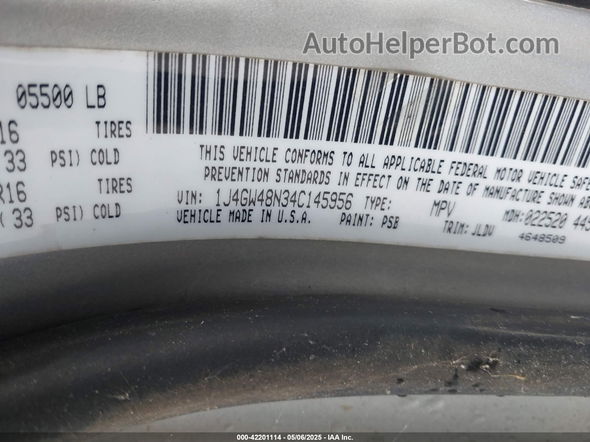 AutoHelperBot.com
05500 LB
16 TIRES
33 PSI) COLD
R16 TIRES
( 33 PSI) COLD
THIS VEHICLE CONFORMS TO ALL APPLICABLE FEDERAL MOTOR VEHICLE SAFE
PREVENTION STANDARDS IN EFFECT ON THE DATE OF MANUFACTURE SHOWN AB
VIN: 1J4GW48N34C145956 TYPE: MPV MDH:022520 445
VEHICLE MADE IN U.S.A. PAINT: PSB TRIM: JLDV
4648509
000-42201114 - 05/06/2025 - IAA Inc.